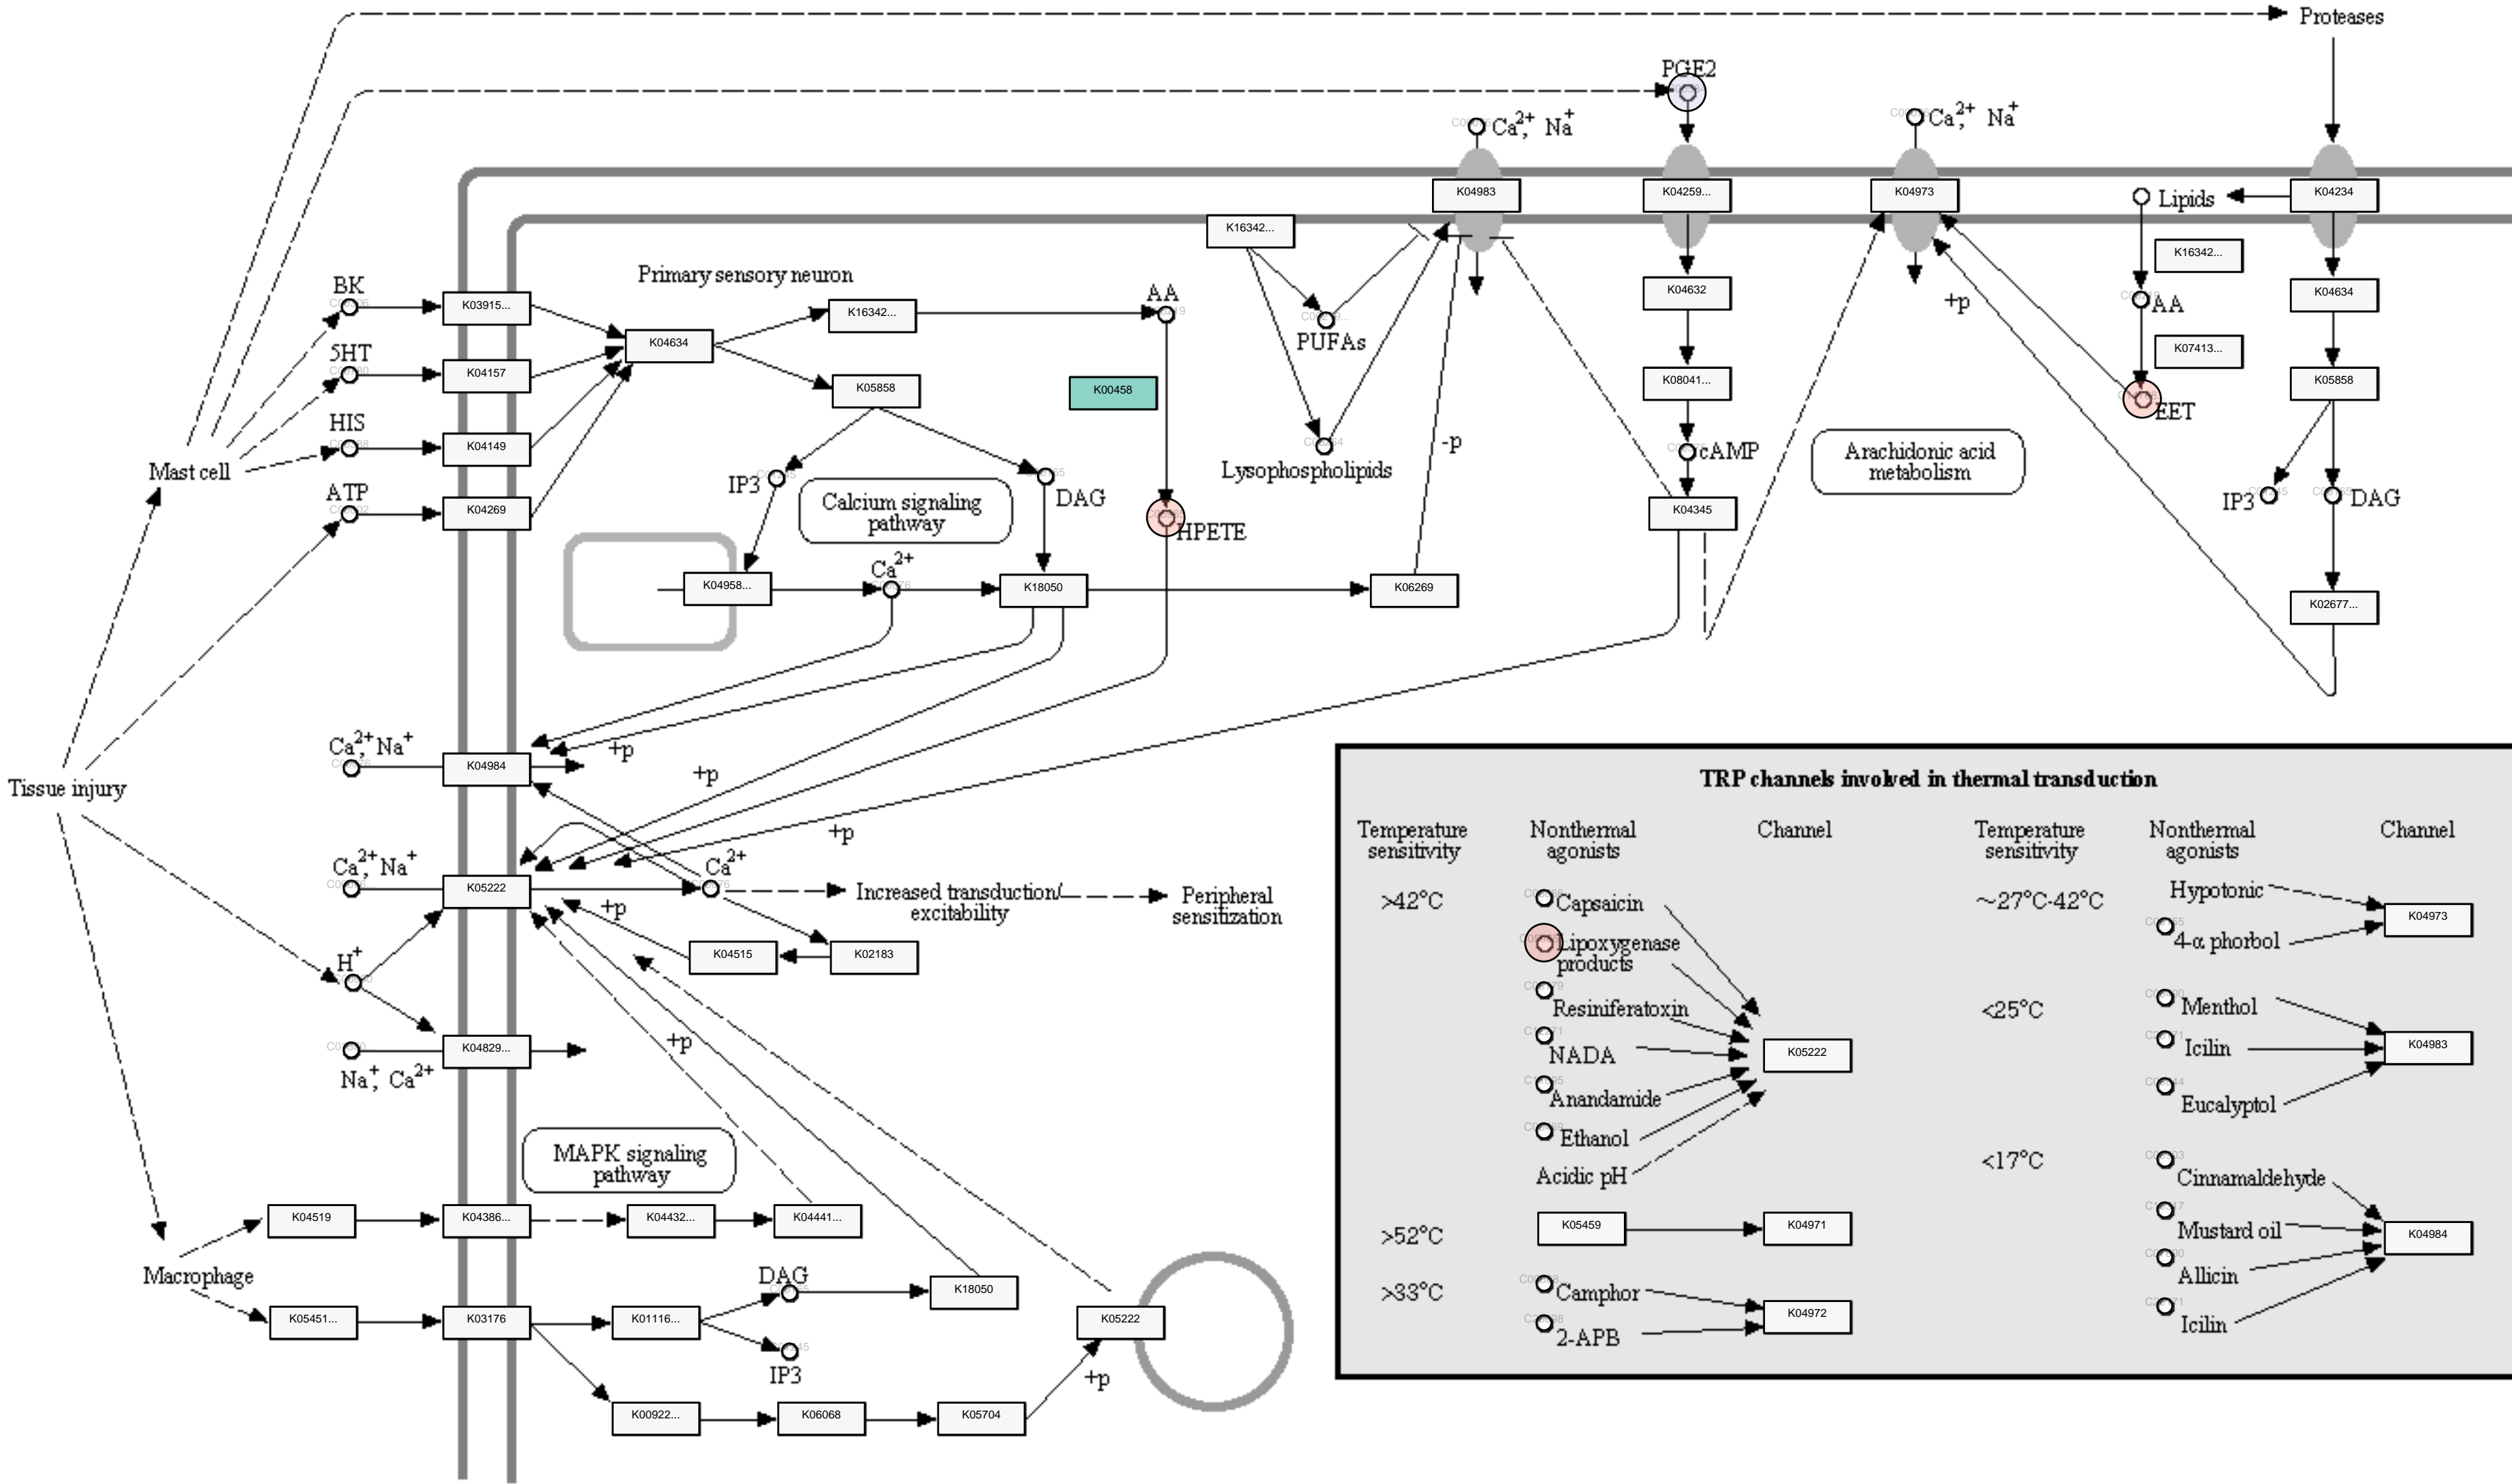 Proteases
PGE2
Ca2+, Na+
Ca2+, Na+
K04983
K04259...
K04973
K04234
Lipids
K16342...
K16342...
Primary sensory neuron
BK
K03915...
K16342...
AA
K04632
AA
+p
K04634
PUFAs
5HT
K04157
K04634
K07413...
K05858
K00458
K08041...
K05858
EET
HIS
K04149
-p
cAMP
Arachidonic acid
metabolism
Mast cell
Lysophospholipids
IP3
DAG
IP3
DAG
ATP
K04269
Calcium signaling
pathway
HPETE
K04345
Ca2+
K04958...
K18050
K06269
K02677...
Ca2+, Na+
K04984
+p
+p
Tissue injury
+p
Ca2+, Na+
K05222
Ca2+
Increased transduction/
excitability
Peripheral
sensitization
+p
K04515
K02183
H+
K04829...
Na+, Ca2+
+p
MAPK signaling
pathway
K04519
K04386...
K04432...
K04441...
Macrophage
DAG
K18050
K05451...
K03176
K01116...
K05222
IP3
+p
K00922...
K06068
K05704
TRP channels involved in thermal transduction
Temperature
sensitivity
Nonthermal
agonists
Channel
Temperature
sensitivity
Nonthermal
agonists
Channel
>42°C
Capsaicin
Lipoxygenase
products
Resiniferatoxin
NADA
K05222
Anandamide
Ethanol
Acidic pH
>52°C
K05459
K04971
>33°C
Camphor
K04972
2-APB
~27°C-42°C
Hypotonic
K04973
4-α phorbol
<25°C
Menthol
Icilin
K04983
Eucalyptol
<17°C
Cinnamaldehyde
Mustard oil
K04984
Allicin
Icilin